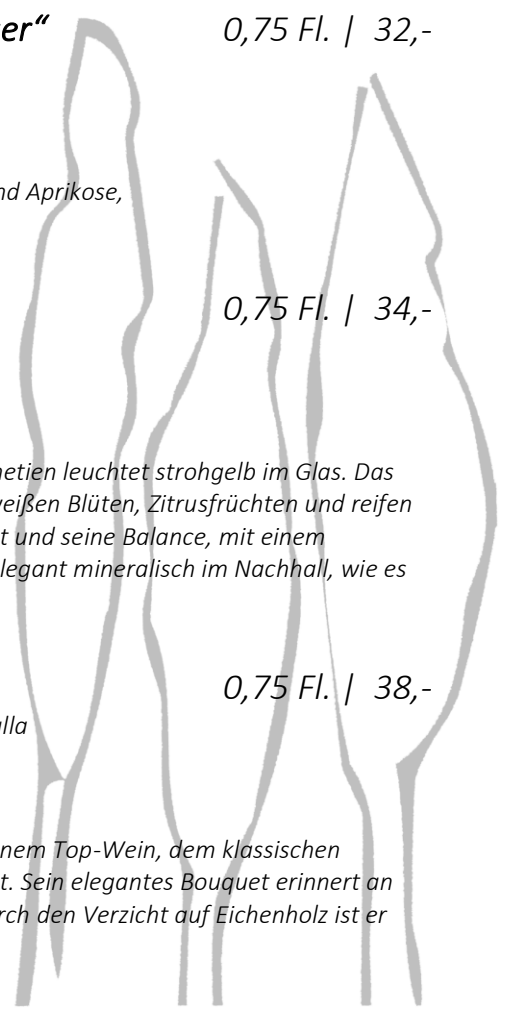 er“ 0,75 Fl. | 32,-
nd Aprikose,
0,75 Fl. | 34,-
netien leuchtet strohgelb im Glas. Das
weißen Blüten, Zitrusfrüchten und reifen
t und seine Balance, mit einem
legant mineralisch im Nachhall, wie es
0,75 Fl. | 38,-
lla
nem Top-Wein, dem klassischen
t. Sein elegantes Bouquet erinnert an
rch den Verzicht auf Eichenholz ist er